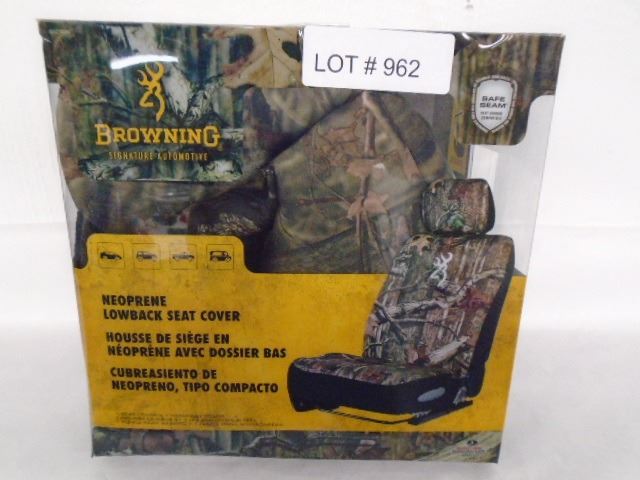 LOT # 962
BROWNING
SIGNATURE AUTOMOTIVE
SAFE
SEAM
NEOPRENE
LOWBACK SEAT COVER
HOUSSE DE SIÈGE EN
NÉOPRÈNE AVEC DOSSIER BAS
CUBREASIENTO DE
NEOPRENO, TIPO COMPACTO